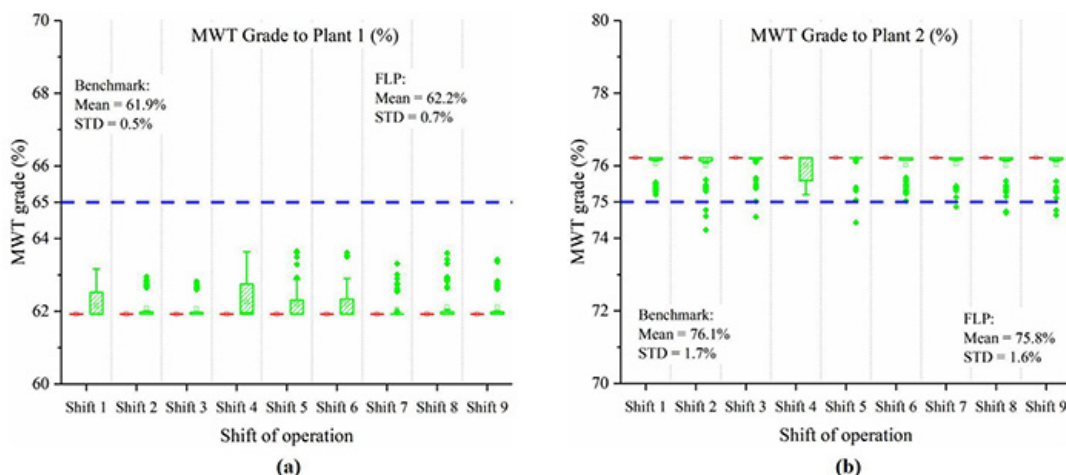 MWT Grade to Plant 1 (%)
Benchmark:
Mean = 61.9%
STD = 0.5%
FLP:
Mean = 62.2%
STD = 0.7%
MWT grade (%)
70
68
66
65
64
62
60
Shift 1 Shift 2 Shift 3 Shift 4 Shift 5 Shift 6 Shift 7 Shift 8 Shift 9
Shift of operation
(a)
MWT Grade to Plant 2 (%)
MWT grade (%)
80
78
76
75
74
72
70
Benchmark:
Mean = 76.1%
STD = 1.7%
FLP:
Mean = 75.8%
STD = 1.6%
Shift 1 Shift 2 Shift 3 Shift 4 Shift 5 Shift 6 Shift 7 Shift 8 Shift 9
Shift of operation
(b)